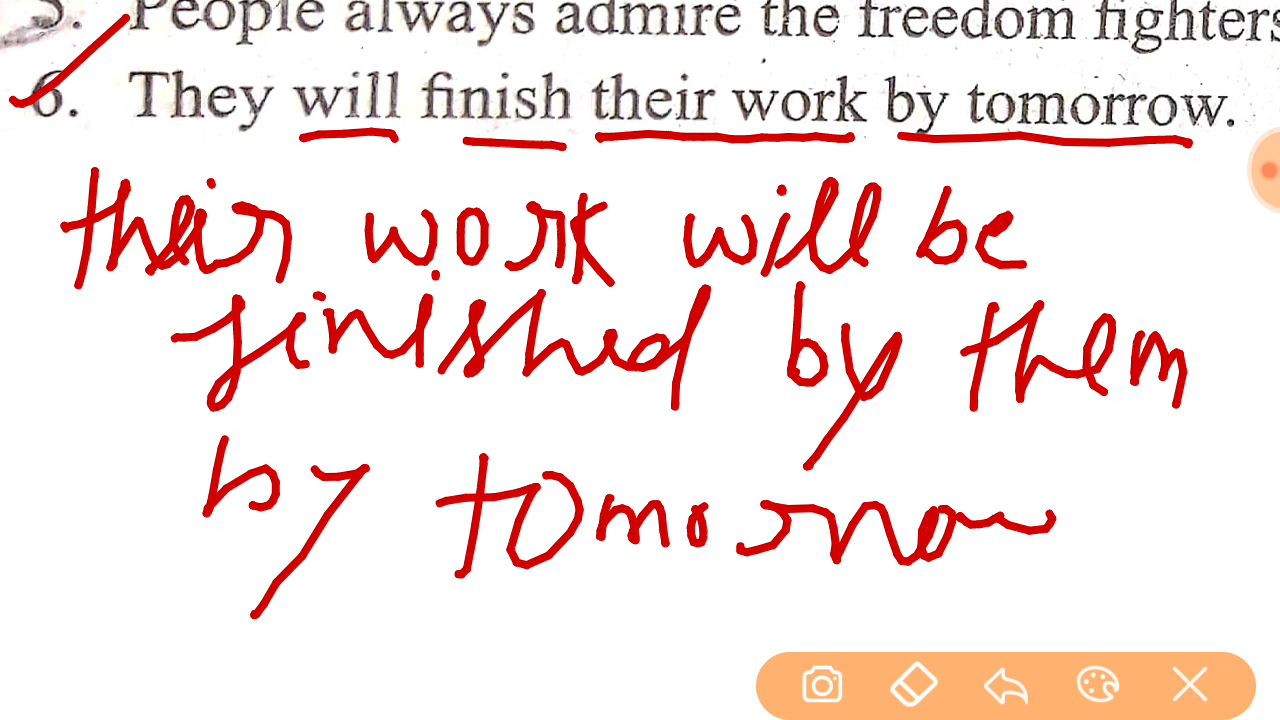 5. People always admire the freedom fighters
6. They will finish their work by tomorrow.
their work will be
finished by them
by tomorrow